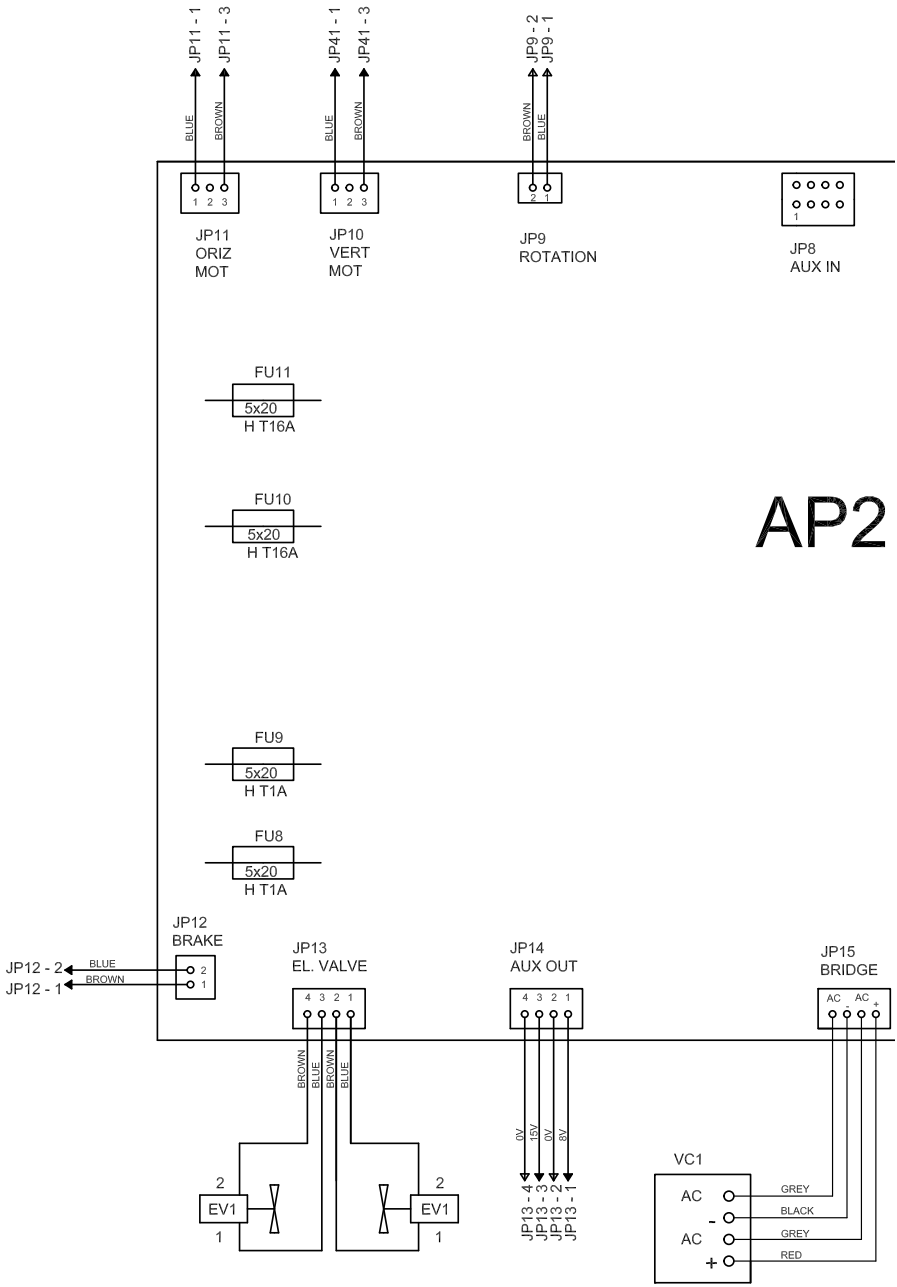 JP11 - 1
JP11 - 3
JP41 - 1
JP41 - 3
JP9 - 2
JP9 - 1
BLUE
BROWN
BLUE
BROWN
BROWN
BLUE
1 2 3
1 2 3
2 1
1
JP11
ORIZ
MOT
JP10
VERT
MOT
JP9
ROTATION
JP8
AUX IN
FU11
5x20
H T16A
FU10
5x20
H T16A
AP2
FU9
5x20
H T1A
FU8
5x20
H T1A
JP12
BRAKE
JP12 - 2
BLUE
2
JP12 - 1
BROWN
1
JP13
EL. VALVE
4 3 2 1
JP14
AUX OUT
4 3 2 1
JP15
BRIDGE
AC - AC +
BROWN
BLUE
BROWN
BLUE
0V
15V
0V
8V
JP13 - 4
JP13 - 3
JP13 - 2
JP13 - 1
2
EV1
1
2
EV1
1
VC1
AC
GREY
-
BLACK
AC
GREY
+
RED